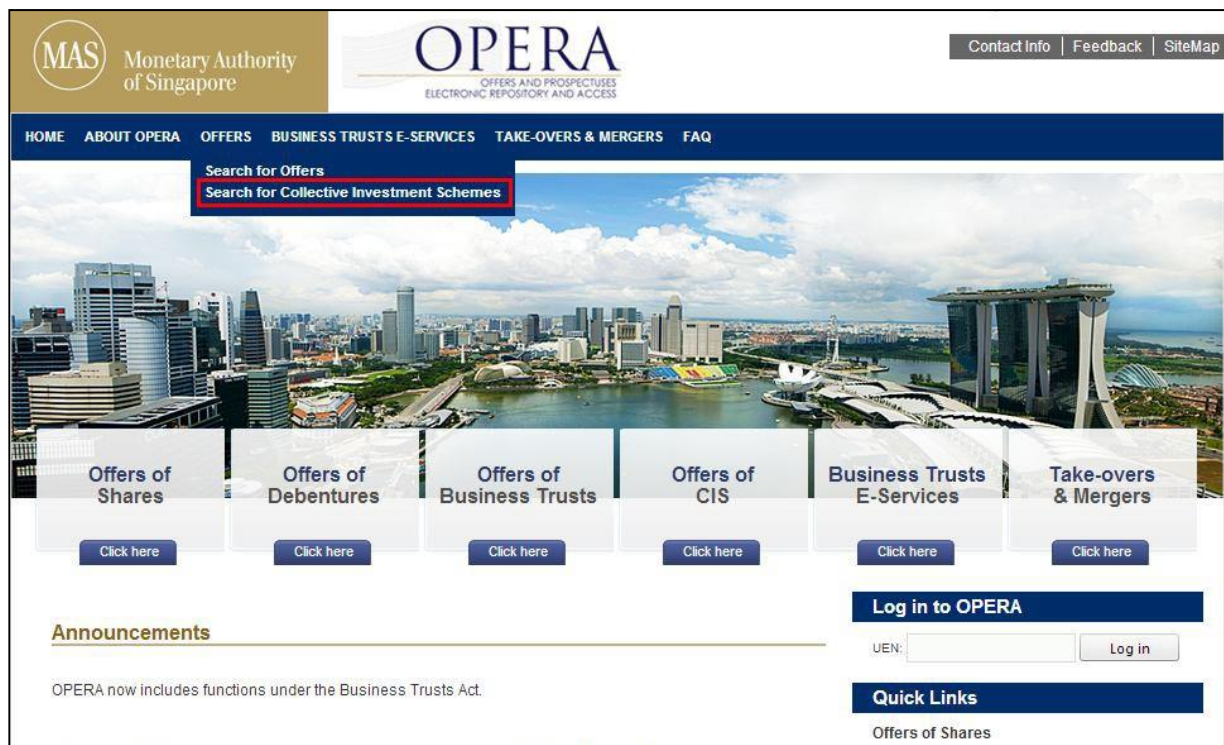 MAS
Monetary Authority
of Singapore
OPERA
OFFERS AND PROSPECTUSES
ELECTRONIC REPOSITORY AND ACCESS
Contact Info | Feedback | SiteMap
HOME ABOUT OPERA OFFERS BUSINESS TRUSTS E-SERVICES TAKE-OVERS & MERGERS FAQ
Search for Offers
Search for Collective Investment Schemes
Offers of
Shares
Click here
Offers of
Debentures
Click here
Offers of
Business Trusts
Click here
Offers of
CIS
Click here
Business Trusts
E-Services
Click here
Take-overs
& Mergers
Click here
Announcements
OPERA now includes functions under the Business Trusts Act.
Log in to OPERA
UEN:
Log in
Quick Links
Offers of Shares